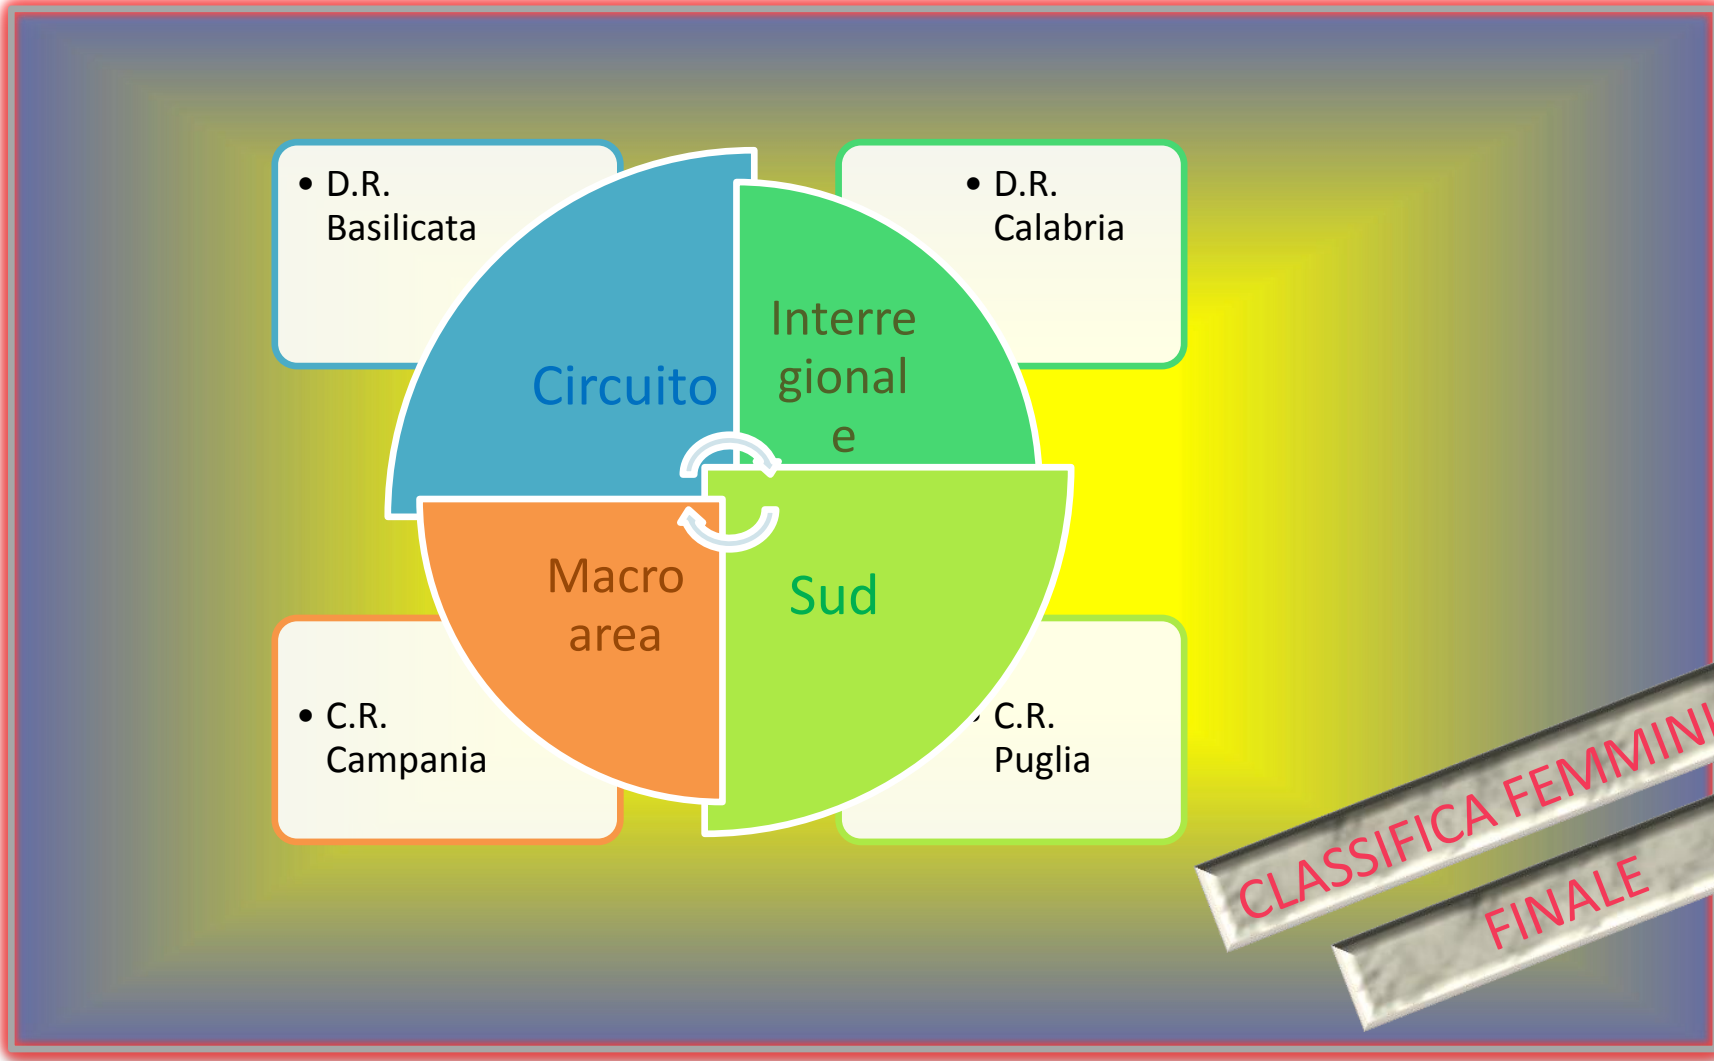 • D.R.
Basilicata
• D.R.
Calabria
Circuito
Interre
gional
e
Macro
area
Sud
• C.R.
Campania
• C.R.
Puglia
CLASSIFICA FEMMINI
FINALE